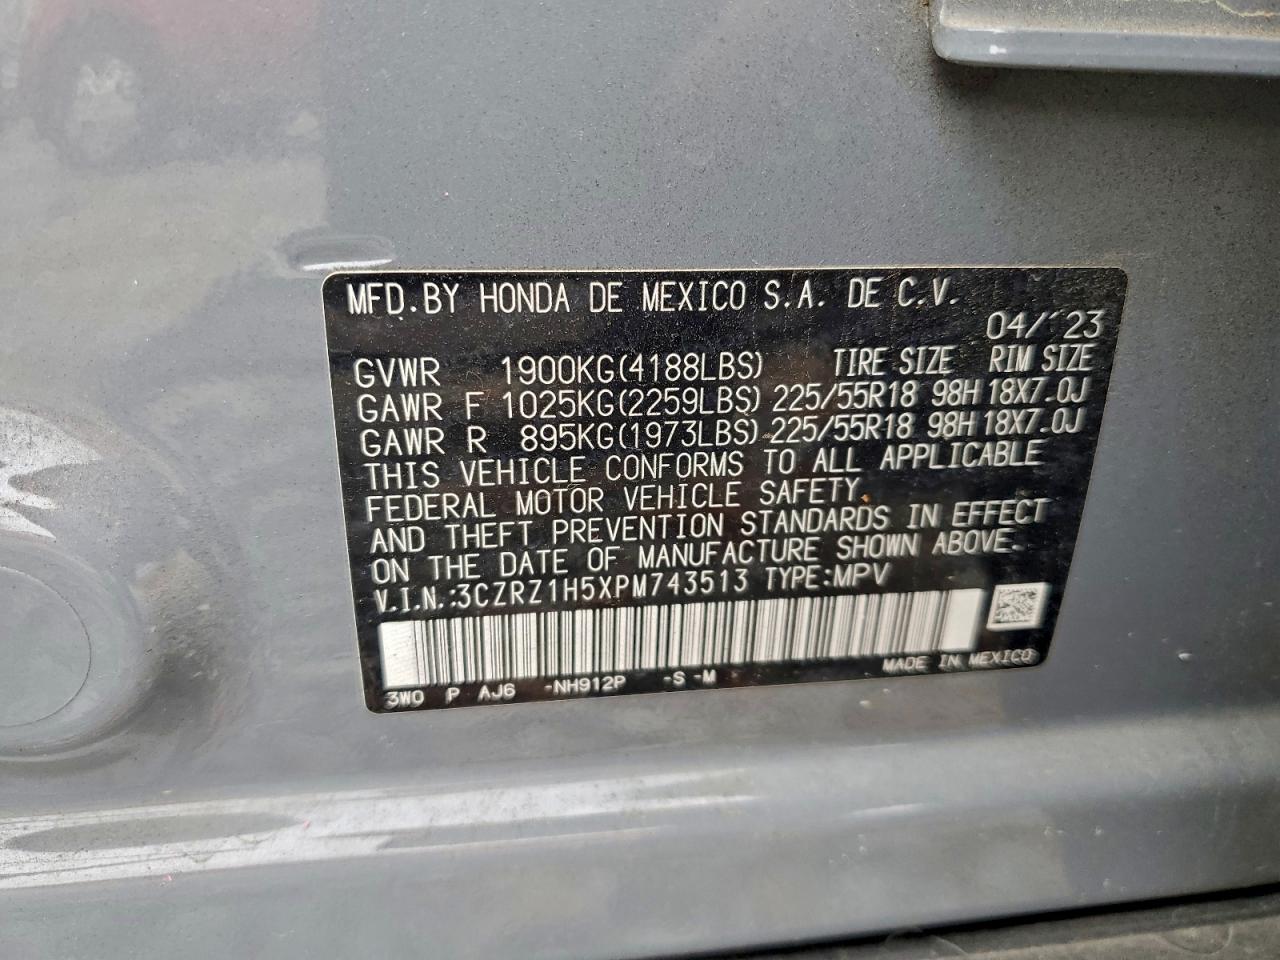 MFD.BY HONDA DE MEXICO S.A. DE C.V.
04/'23
GVWR 1900KG(4188LBS) TIRE SIZE RIM SIZE
GAWR F 1025KG(2259LBS) 225/55R18 98H 18X7.0J
GAWR R 895KG(1973LBS) 225/55R18 98H 18X7.0J
THIS VEHICLE CONFORMS TO ALL APPLICABLE
FEDERAL MOTOR VEHICLE SAFETY
AND THEFT PREVENTION STANDARDS IN EFFECT
ON THE DATE OF MANUFACTURE SHOWN ABOVE.
V.I.N.:3CZRZ1H5XPM743513 TYPE:MPV
MADE IN MEXICO
3W0 P AJ6 -NH912P -S -M